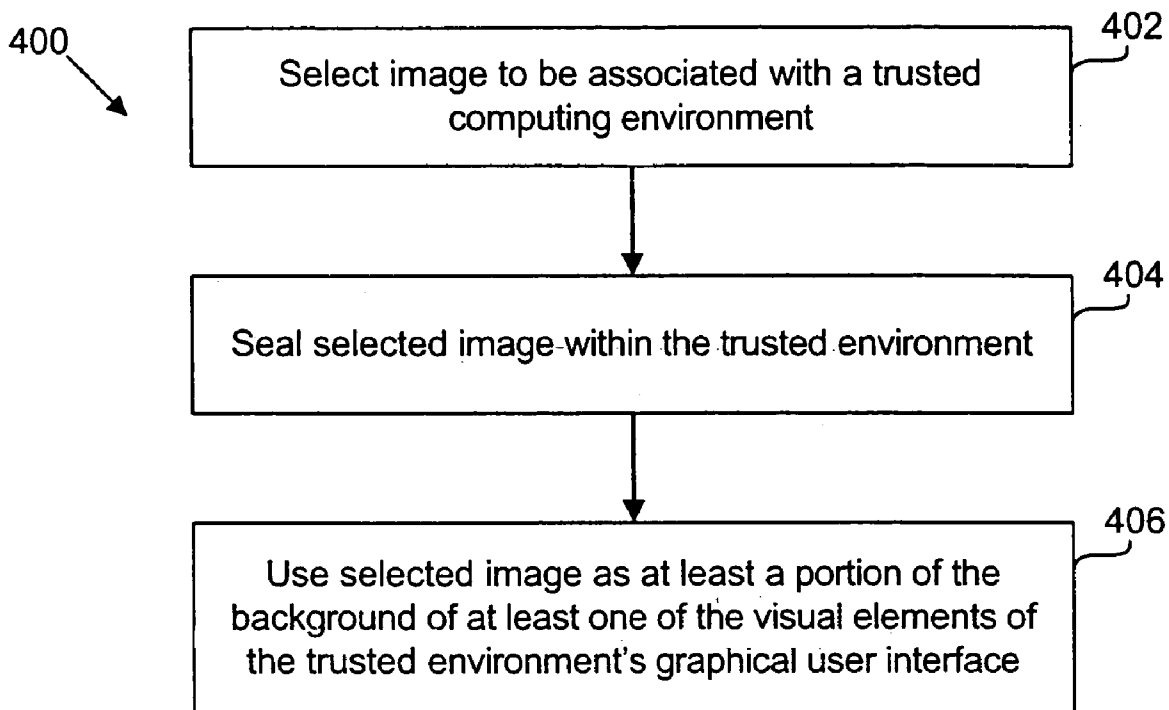 400
402
Select image to be associated with a trusted
computing environment
404
Seal selected image within the trusted environment
406
Use selected image as at least a portion of the
background of at least one of the visual elements of
the trusted environment's graphical user interface